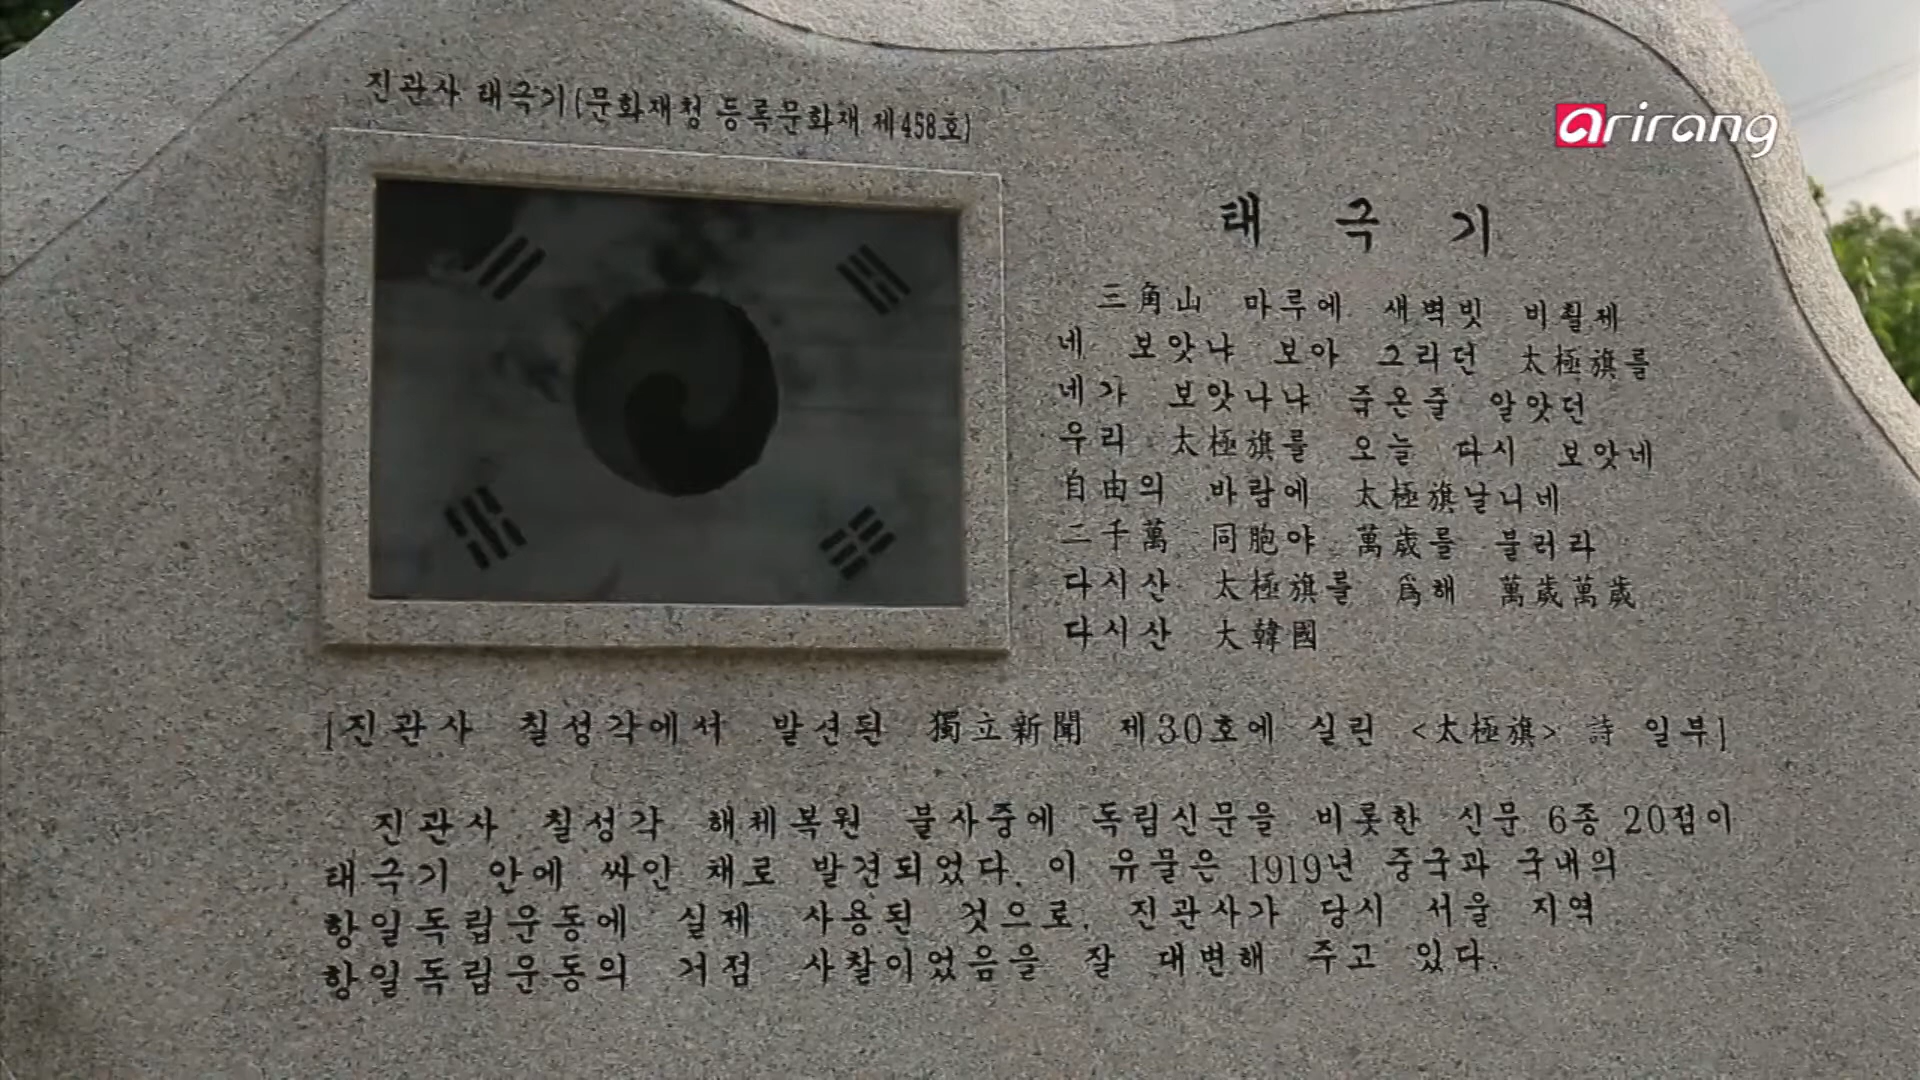 진관사 태극기(문화재청 등록문화재 제458호)
arirang
태 극 기
三角山 마루에 새벽빗 비췰제
네 보앗냐 보아 그리던 太極旗를
네가 보앗나냐 쥭온줄 알앗던
우리 太極旗를 오늘 다시 보앗네
自由의 바람에 太極旗날니네
二千萬 同胞야 萬歲를 불러라
다시산 太極旗를 爲해 萬歲萬歲
다시산 大韓國
[진관사 칠성각에서 발견된 獨立新聞 제30호에 실린 <太極旗> 詩 일부]
진관사 칠성각 해체복원 불사중에 독립신문을 비롯한 신문 6종 20점이
태극기 안에 싸인 채로 발견되었다. 이 유물은 1919년 중국과 국내의
항일독립운동에 실제 사용된 것으로, 진관사가 당시 서울 지역
항일독립운동의 거점 사찰이었음을 잘 대변해 주고 있다.